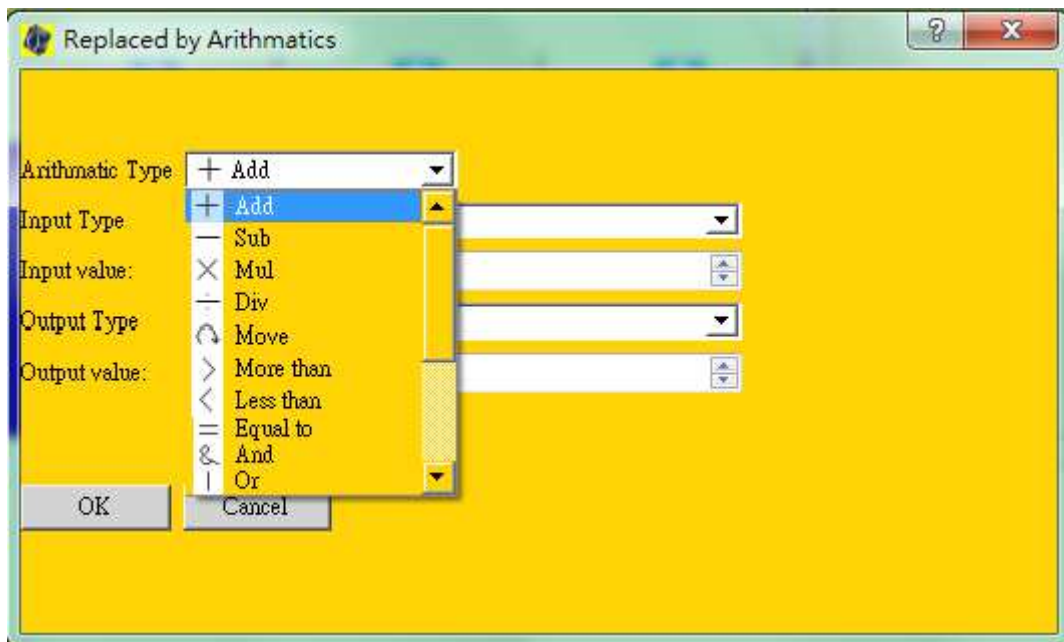 Replaced by Arithmatics
Arithmatic Type
+ Add
Input Type
Input value:
Output Type
Output value:
+ Add
— Sub
× Mul
÷ Div
Move
> More than
< Less than
= Equal to
& And
| Or
OK
Cancel